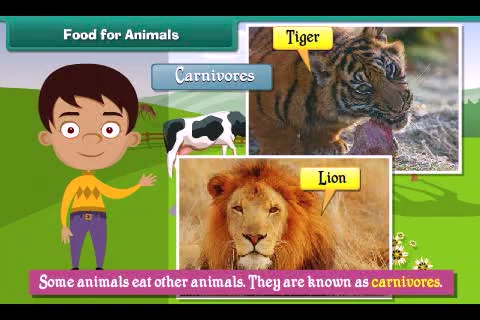 Food for Animals
Tiger
Carnivores
Lion
Some animals eat other animals. They are known as carnivores.